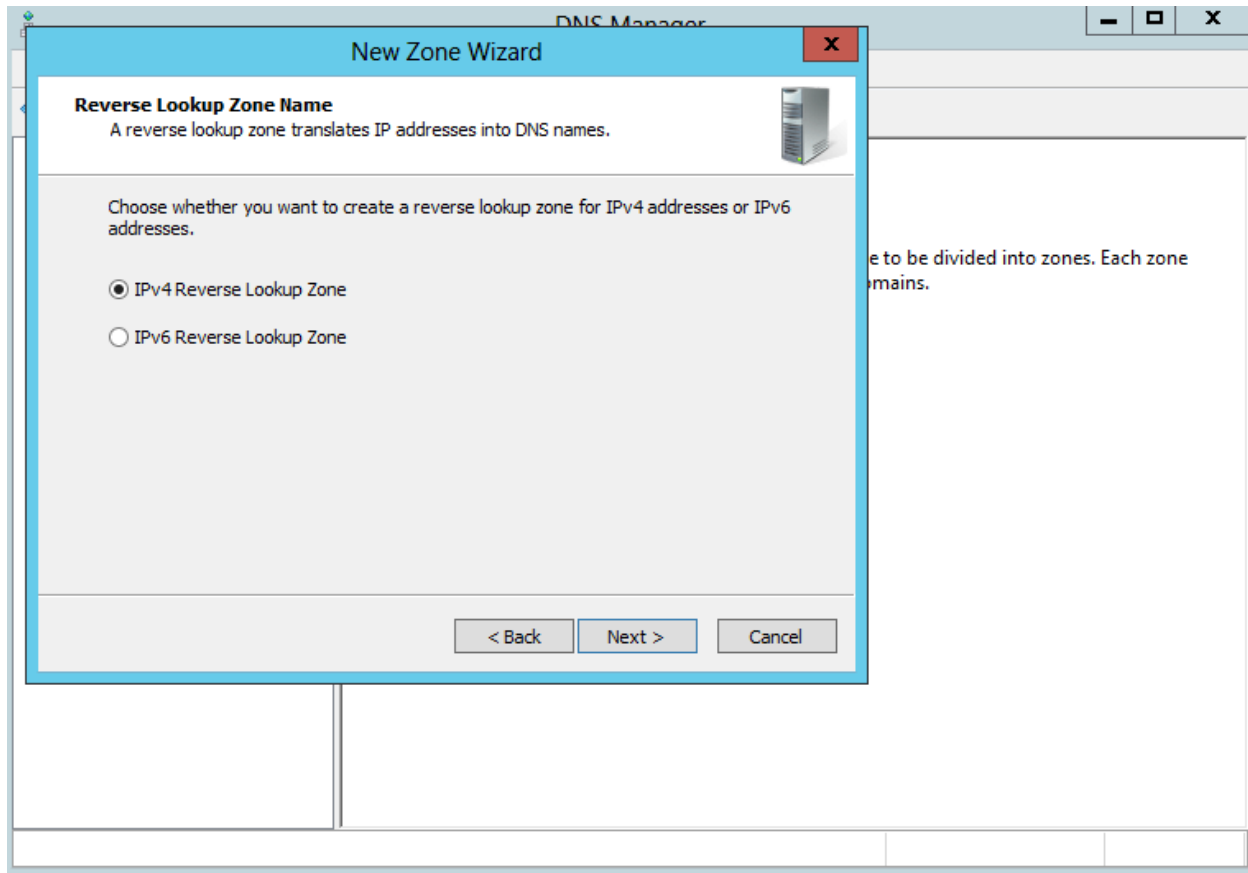 DNS Manager
New Zone Wizard
Reverse Lookup Zone Name
A reverse lookup zone translates IP addresses into DNS names.
Choose whether you want to create a reverse lookup zone for IPv4 addresses or IPv6
addresses.
e to be divided into zones. Each zone
mains.
IPv4 Reverse Lookup Zone
IPv6 Reverse Lookup Zone
< Back
Next >
Cancel